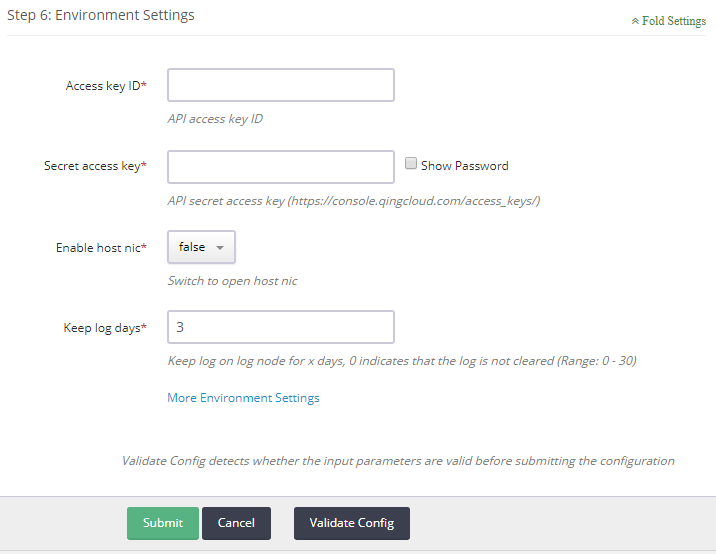 Step 6: Environment Settings
Fold Settings
Access key ID*
API access key ID
Secret access key*
Show Password
API secret access key (https://console.qingcloud.com/access_keys/)
Enable host nic*
false
Switch to open host nic
Keep log days*
3
Keep log on log node for x days, 0 indicates that the log is not cleared (Range: 0 - 30)
More Environment Settings
Validate Config detects whether the input parameters are valid before submitting the configuration
Submit
Cancel
Validate Config